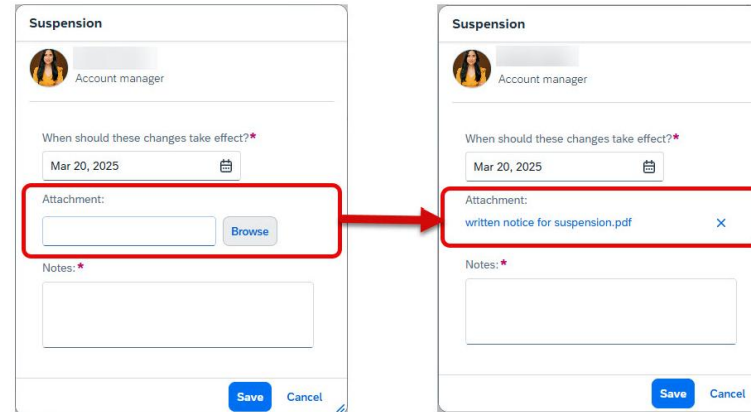 Suspension
Account manager
When should these changes take effect?*
Mar 20, 2025
Attachment:
Browse
Notes:*
Save Cancel
Suspension
Account manager
When should these changes take effect?*
Mar 20, 2025
Attachment:
written notice for suspension.pdf
Notes:*
Save Cancel